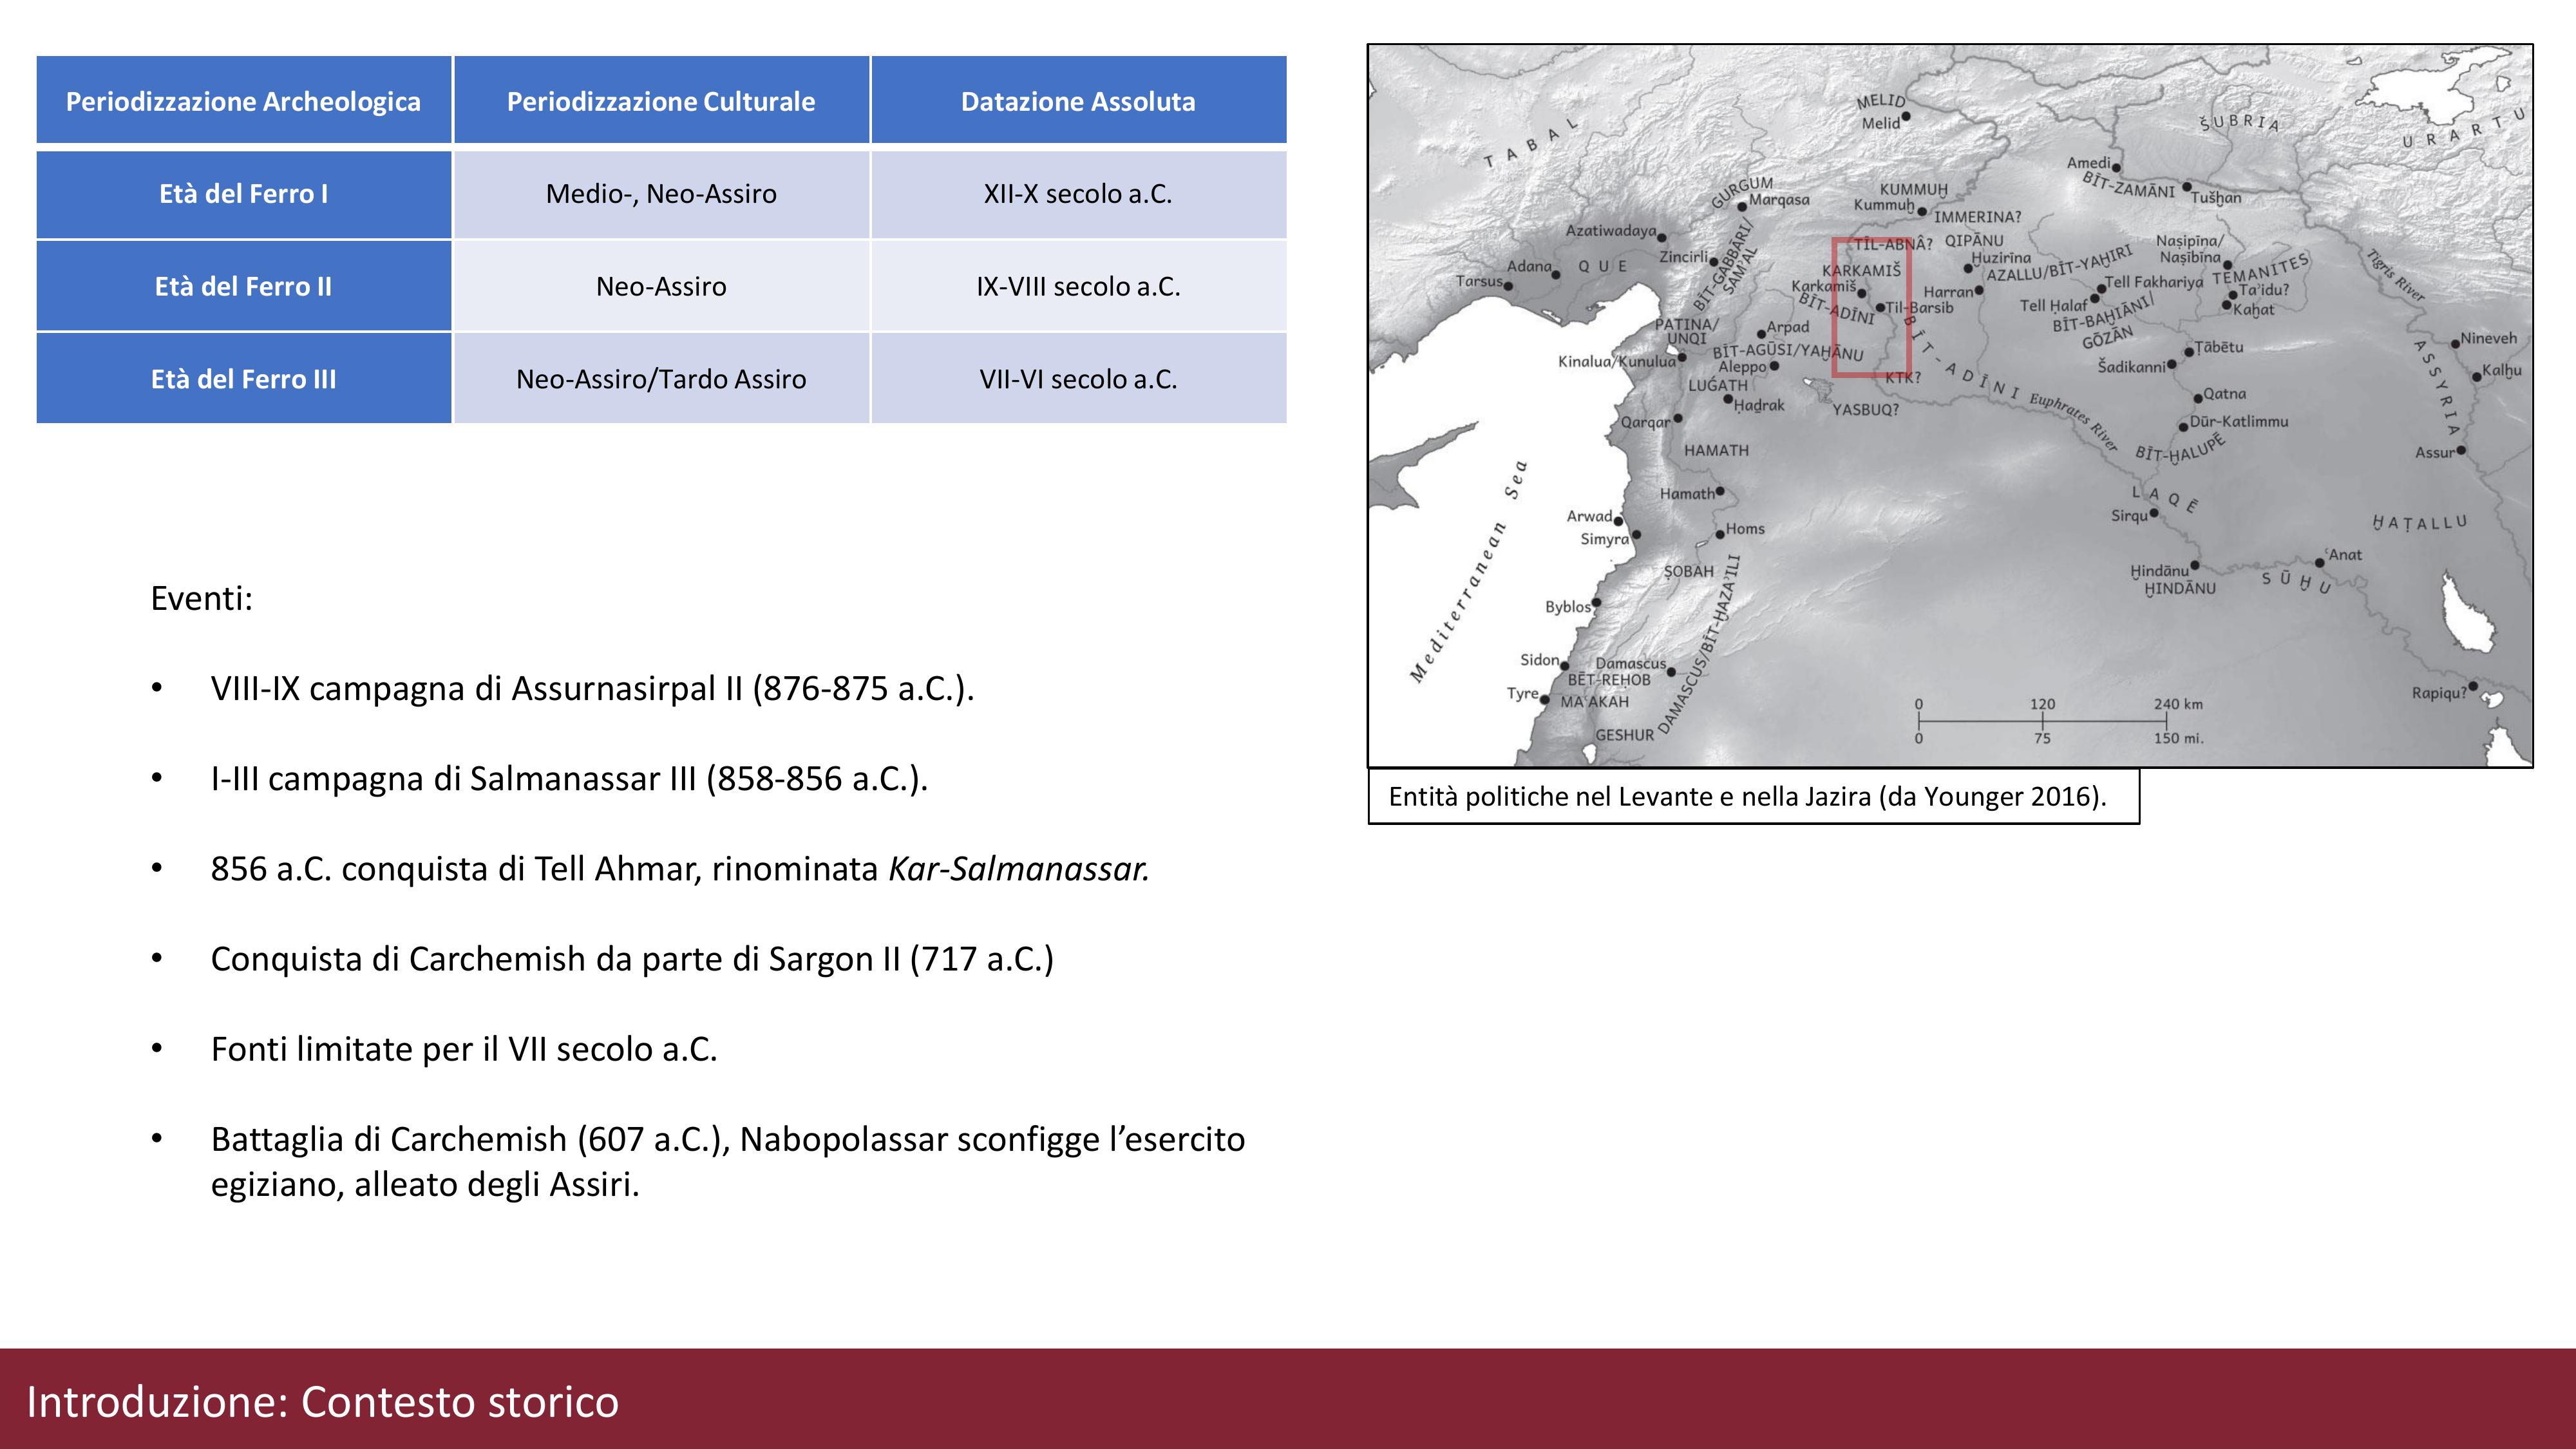 Periodizzazione Archeologica Periodizzazione Culturale Datazione Assoluta
Età del Ferro I Medio-, Neo-Assiro XII-X secolo a.C.
Età del Ferro II Neo-Assiro IX-VIII secolo a.C.
Età del Ferro III Neo-Assiro/Tardo Assiro VII-VI secolo a.C.
Eventi:
• VIII-IX campagna di Assurnasirpal II (876-875 a.C.).
• I-III campagna di Salmanassar III (858-856 a.C.).
• 856 a.C. conquista di Tell Ahmar, rinominata Kar-Salmanassar.
• Conquista di Carchemish da parte di Sargon II (717 a.C.)
• Fonti limitate per il VII secolo a.C.
• Battaglia di Carchemish (607 a.C.), Nabopolassar sconfigge l’esercito
egiziano, alleato degli Assiri.
MELID
Melid
TABAL
ŠUBRIA
URARTU
Amedi
BĪT-ZAMĀNI
Tušḫan
GURGUM
Marqasa
KUMMUḪ
Kummuḫ
IMMERINA?
Azatiwadaya
Zincirli
BĪT-GABBĀRI/
SAM’AL
TĪL-ABNÂ?
QIPĀNU
Ḫuzirīna
AZALLU/BĪT-YAḪIRI
Naṣipīna/
Naṣibīna
TEMANITES
Tigris River
Adana
QUE
Tarsus
KARKAMIŠ
Karkamiš
BĪT-ADĪNI
Til-Barsib
Harran
Tell Fakhariya
Tell Ḥalaf
BĪT-BAḪIĀNI/
GŌZĀN
Ta’idu?
Kaḫat
PATINA/
UNQI
Arpad
BĪT-AGŪSI/YAḪĀNU
Kinalua/Kunulua
Aleppo
LUǴATH
Ḥaḏrak
KTK?
YASBUQ?
BĪT-ADĪNI
Euphrates River
Ṭābētu
Šadikanni
Qatna
Dūr-Katlimmu
BĪT-ḪALUPĒ
Nineveh
Kalḫu
ASSYRIA
Assur
Qarqar
HAMATH
Hamath
Arwad
Simyra
Homs
LAQĒ
Sirqu
ḪAṬALLU
ʿAnat
SŪḪU
Ḫindānu
ḪINDĀNU
ṢOBAH
DAMASCUS/BĪT-ḪAZA’ILI
Mediterranean Sea
Byblos
Sidon
Damascus
BĒT-REḤOB
Tyre
MAʿAKAH
GESHUR
Rapiqu?
0 120 240 km
0 75 150 mi.
Entità politiche nel Levante e nella Jazira (da Younger 2016).
Introduzione: Contesto storico